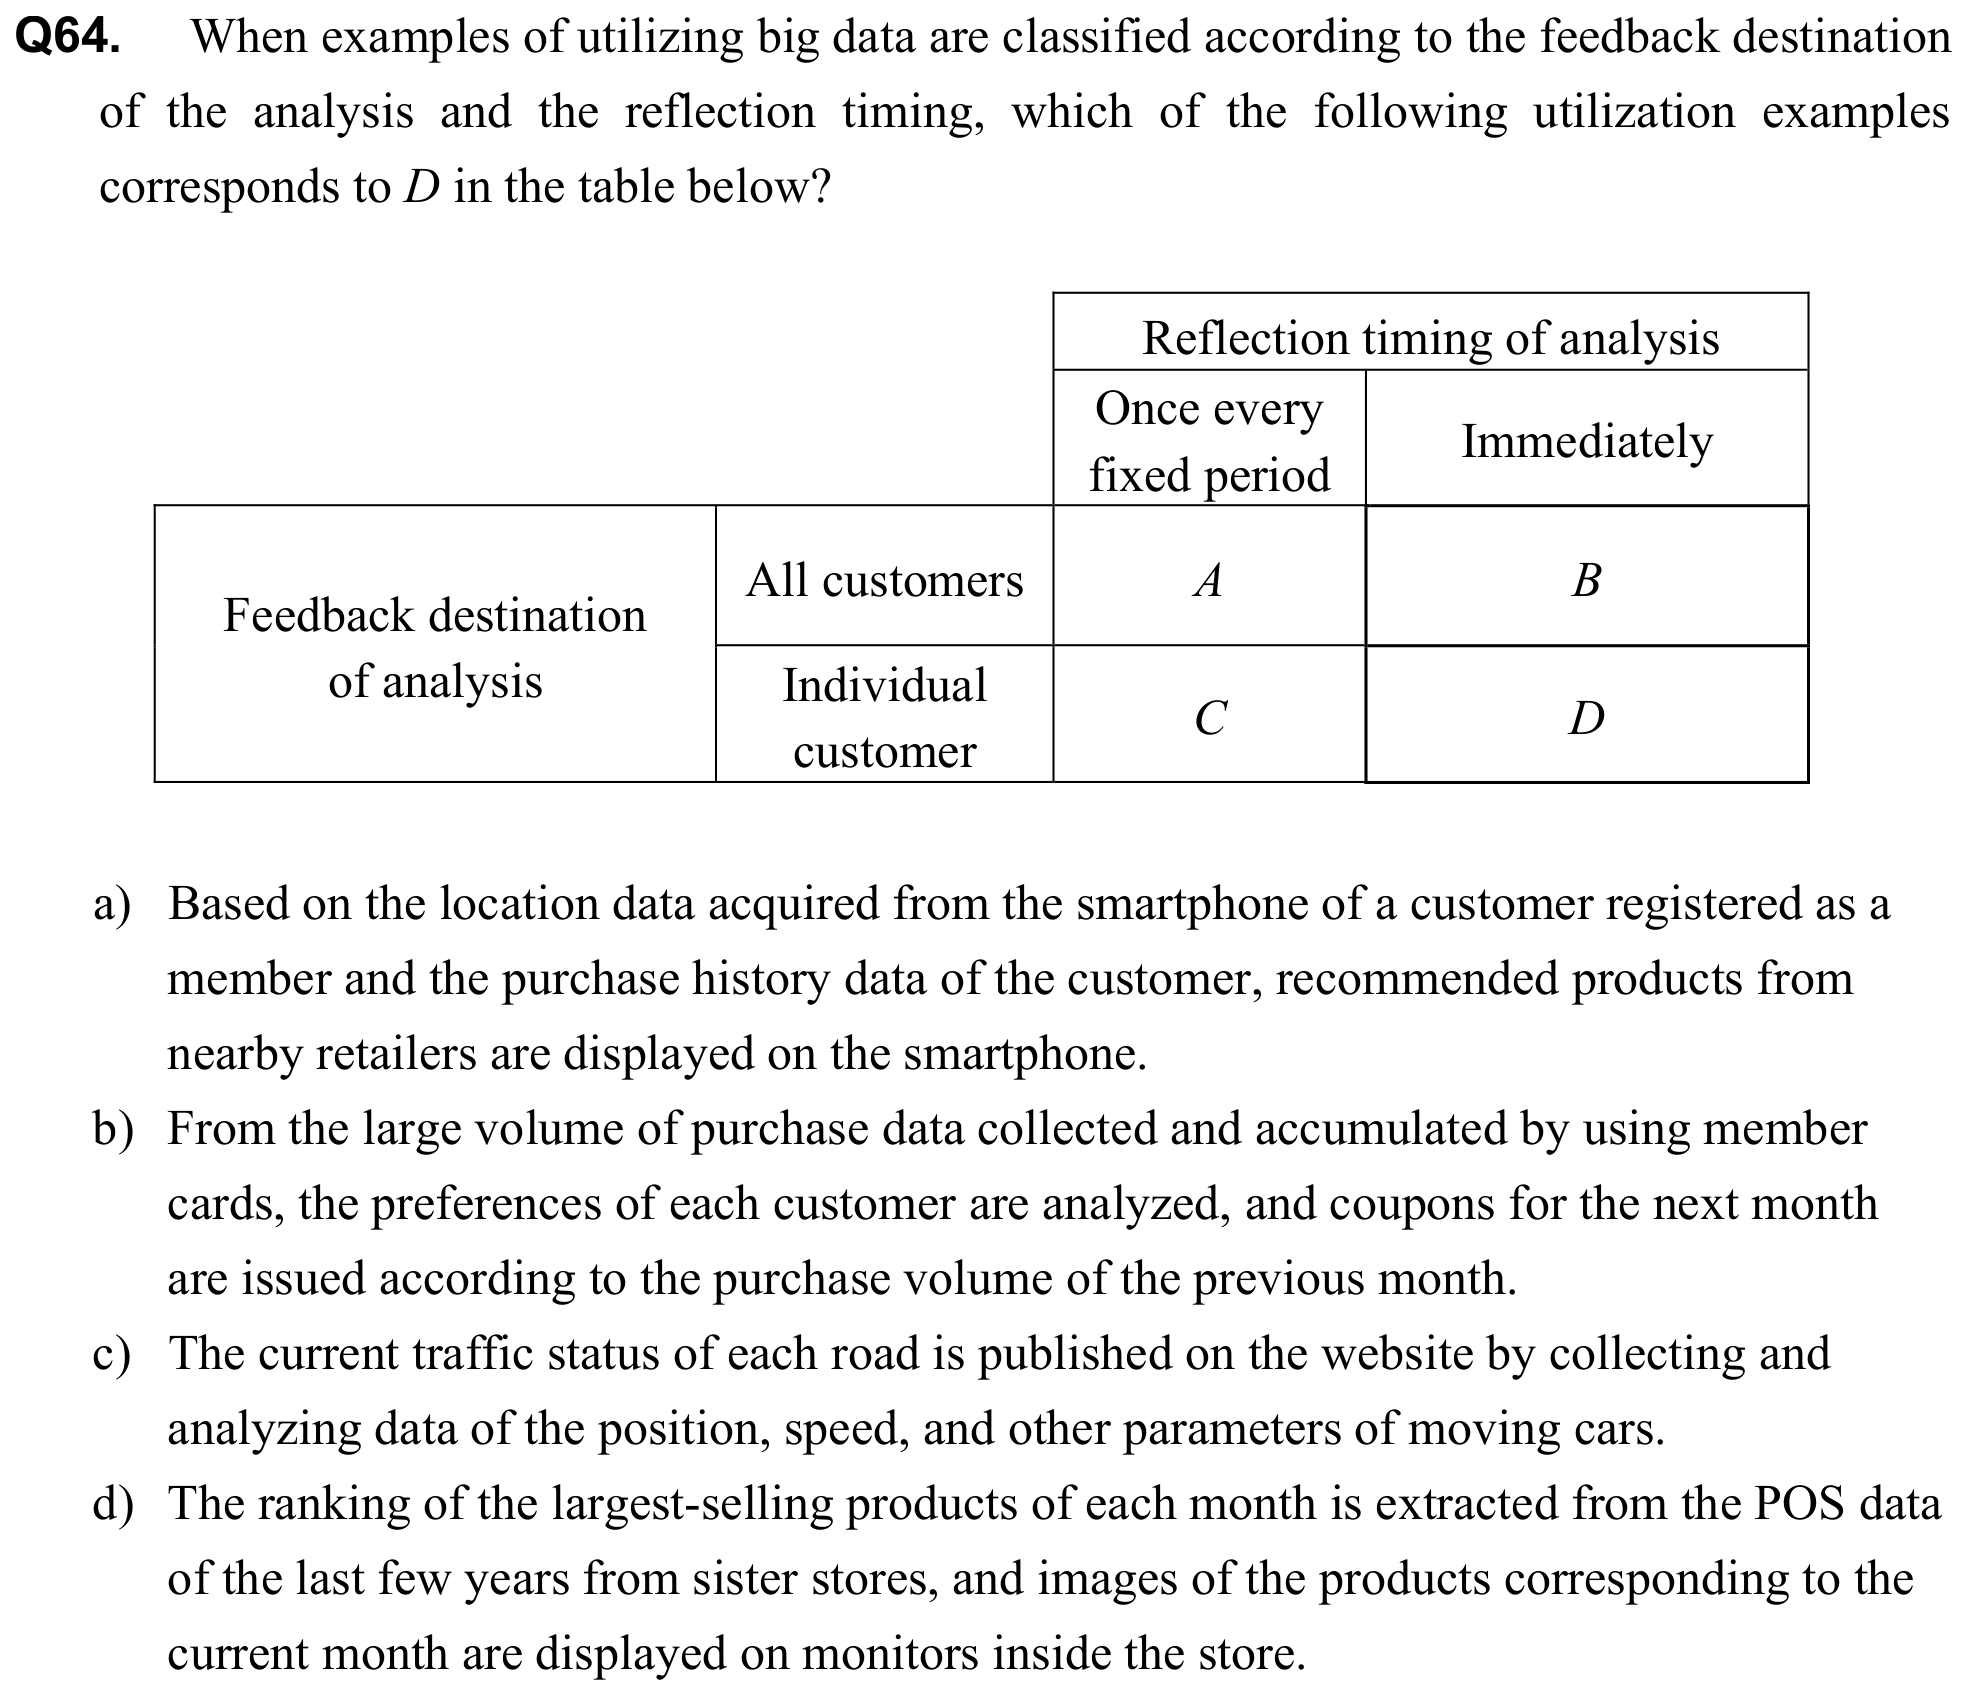 Q64. When examples of utilizing big data are classified according to the feedback destination
of the analysis and the reflection timing, which of the following utilization examples
corresponds to D in the table below?
Reflection timing of analysis
Once every
fixed period
Immediately
Feedback destination
of analysis
All customers
A
B
Individual
customer
C
D
a) Based on the location data acquired from the smartphone of a customer registered as a
member and the purchase history data of the customer, recommended products from
nearby retailers are displayed on the smartphone.
b) From the large volume of purchase data collected and accumulated by using member
cards, the preferences of each customer are analyzed, and coupons for the next month
are issued according to the purchase volume of the previous month.
c) The current traffic status of each road is published on the website by collecting and
analyzing data of the position, speed, and other parameters of moving cars.
d) The ranking of the largest-selling products of each month is extracted from the POS data
of the last few years from sister stores, and images of the products corresponding to the
current month are displayed on monitors inside the store.